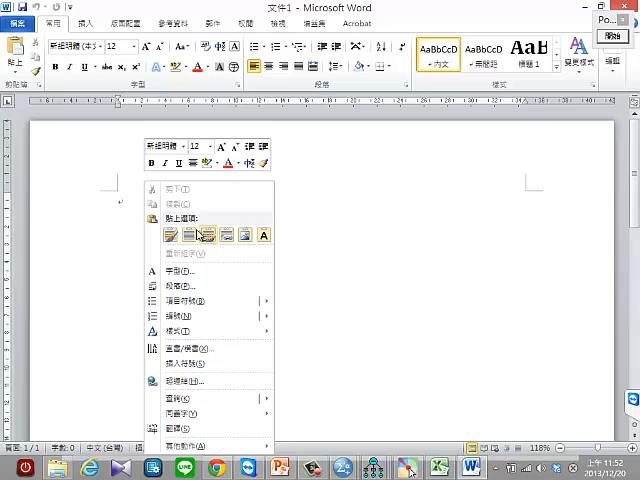 文件1 - Microsoft Word
Po...
開始
檔案 常用 插入 版面配置 參考資料 郵件 校閱 檢視 增益集 Acrobat
貼上
新細明體 (本文) 12
B I U abc
AaBbCcD AaBbCcD AaBb
內文 無間距 標題 1
變更樣式 編輯
剪貼簿 字型 段落 樣式
新細明體 12
B I U
剪下(T)
複製(C)
貼上選項:
重新組字(V)
字型(F)...
段落(P)...
項目符號(B)
編號(N)
樣式(T)
直書/橫書(X)...
插入符號(S)
超連結(H)...
查詢(K)
同義字(Y)
翻譯(S)
其他動作(A)
頁面: 1 / 1 字數: 0 中文 (台灣) 118%
LINE
上午 11:52
2013/12/20